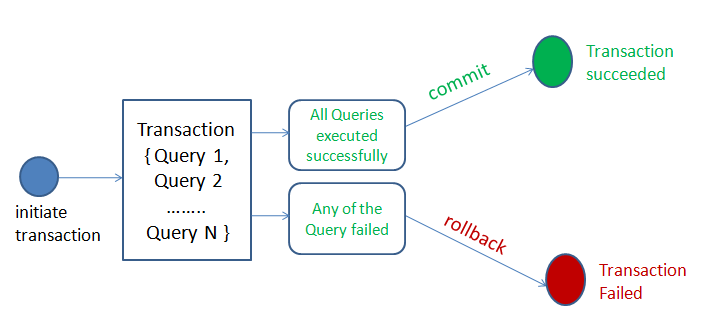 initiate
transaction
Transaction
{ Query 1,
Query 2
........
Query N }
All Queries
executed
successfully
Any of the
Query failed
commit
rollback
Transaction
succeeded
Transaction
Failed